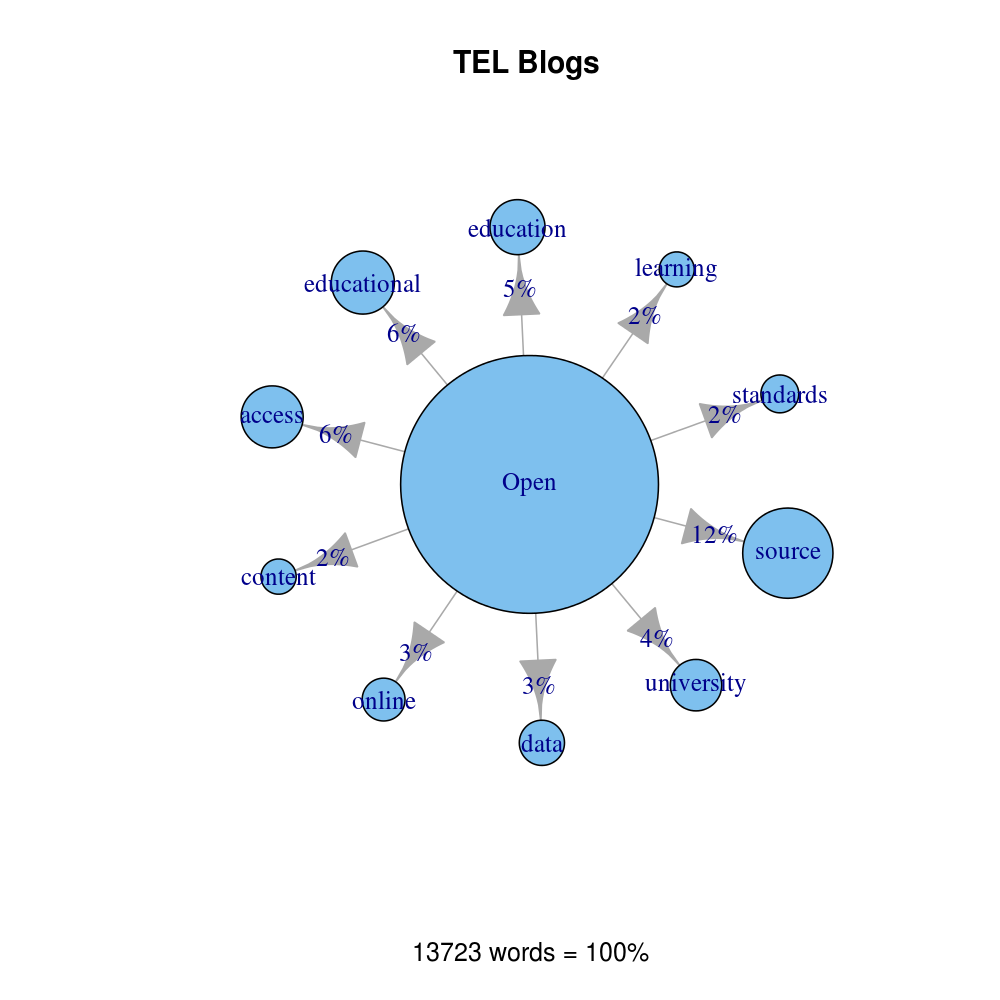 TEL Blogs
education
learning
educational
5%
2%
6%
standards
2%
access
6%
Open
12%
source
2%
content
4%
3%
university
3%
online
data
13723 words = 100%